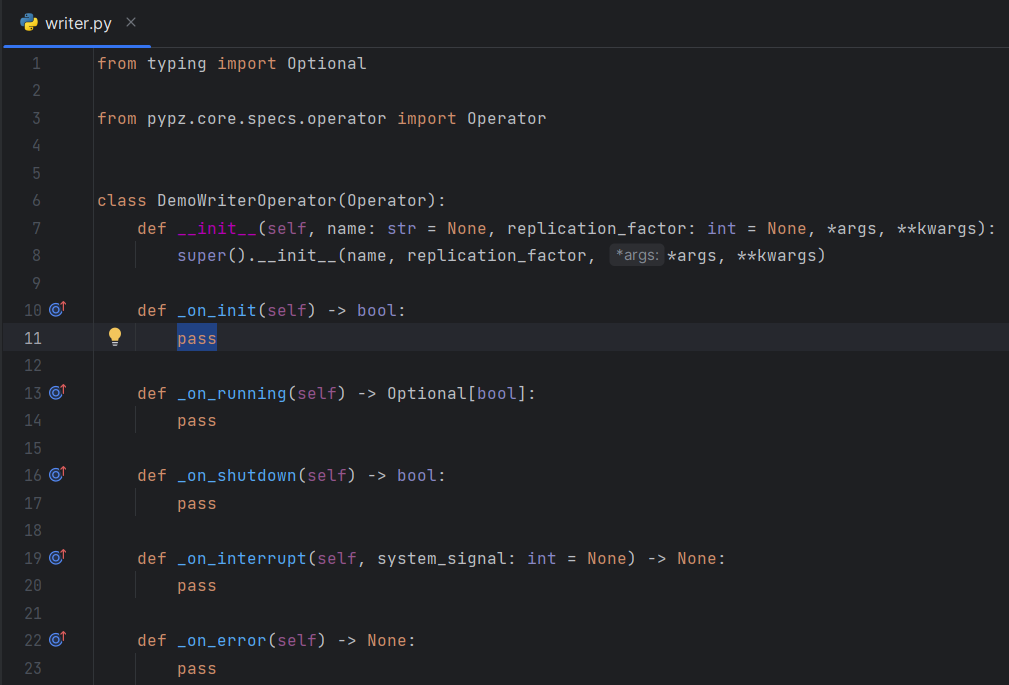 writer.py
1 from typing import Optional
2
3 from pypz.core.specs.operator import Operator
4
5
6 class DemoWriterOperator(Operator):
7     def __init__(self, name: str = None, replication_factor: int = None, *args, **kwargs):
8         super().__init__(name, replication_factor, *args: *args, **kwargs)
9
10     def _on_init(self) -> bool:
11         pass
12
13     def _on_running(self) -> Optional[bool]:
14         pass
15
16     def _on_shutdown(self) -> bool:
17         pass
18
19     def _on_interrupt(self, system_signal: int = None) -> None:
20         pass
21
22     def _on_error(self) -> None:
23         pass